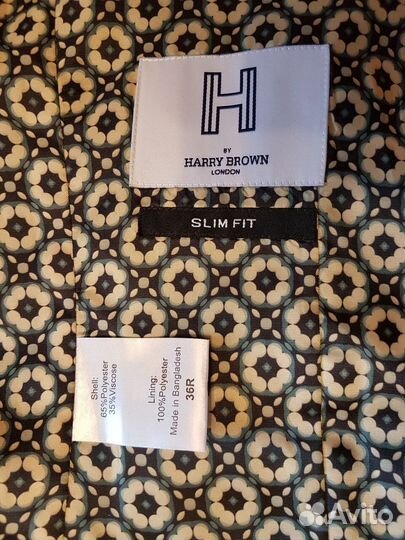 H
BY
HARRY BROWN
LONDON
SLIM FIT
Shell:
65%Polyester
35%Viscose
Lining:
100%Polyester
Made in Bangladesh
36R
Avito